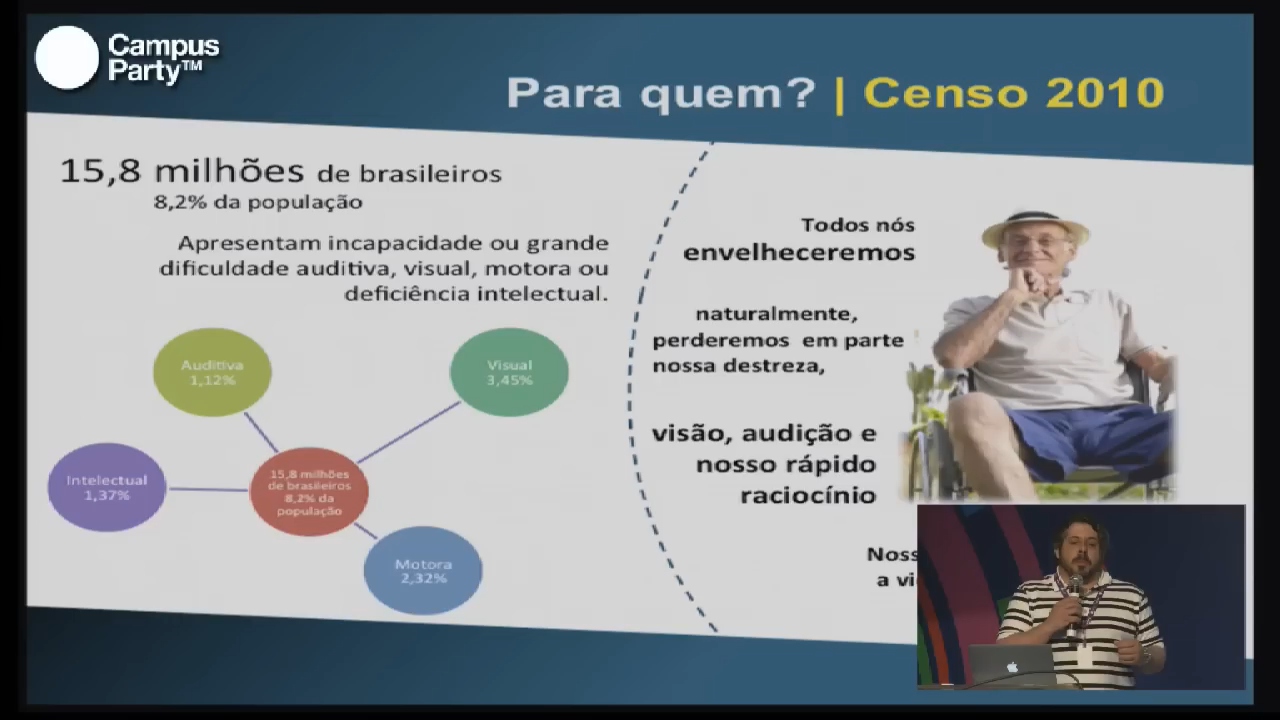 Campus
Party™
Para quem? | Censo 2010
15,8 milhões de brasileiros
8,2% da população
Apresentam incapacidade ou grande
dificuldade auditiva, visual, motora ou
deficiência intelectual.
Auditiva
1,12%
Visual
3,45%
Intelectual
1,37%
15,8 milhões
de brasileiros
8,2% da
população
Motora
2,32%
Todos nós
envelheceremos
naturalmente,
perderemos em parte
nossa destreza,
visão, audição e
nosso rápido
raciocínio
a